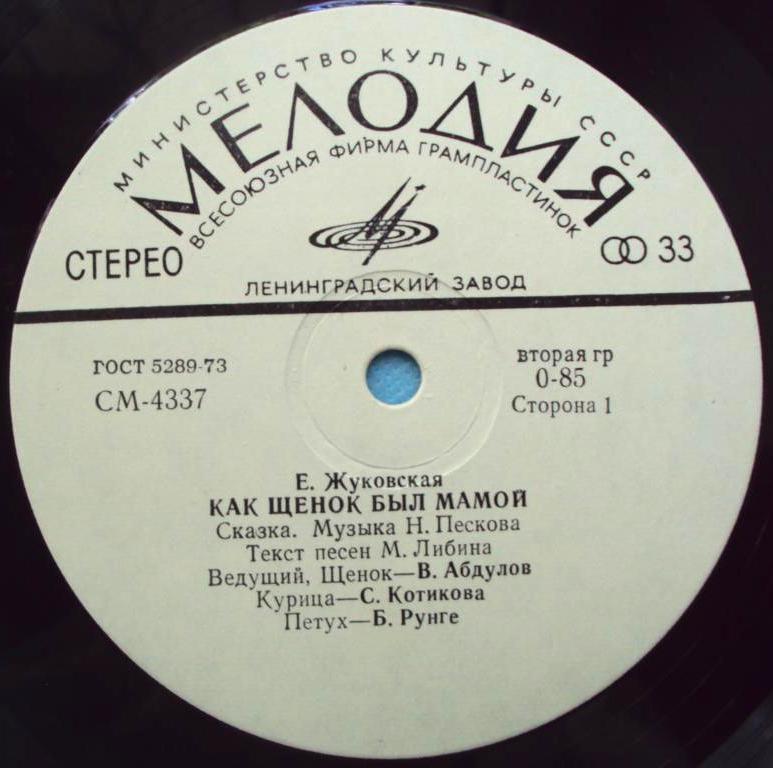 МИНИСТЕРСТВО КУЛЬТУРЫ СССР
МЕЛОДИЯ
ВСЕСОЮЗНАЯ ФИРМА ГРАМПЛАСТИНОК
СТЕРЕО
33
ЛЕНИНГРАДСКИЙ ЗАВОД
ГОСТ 5289-73
СМ-4337
вторая гр
0-85
Сторона 1
Е. Жуковская
КАК ЩЕНОК БЫЛ МАМОЙ
Сказка. Музыка Н. Пескова
Текст песен М. Либина
Ведущий, Щенок—В. Абдулов
Курица—С. Котикова
Петух—Б. Рунге